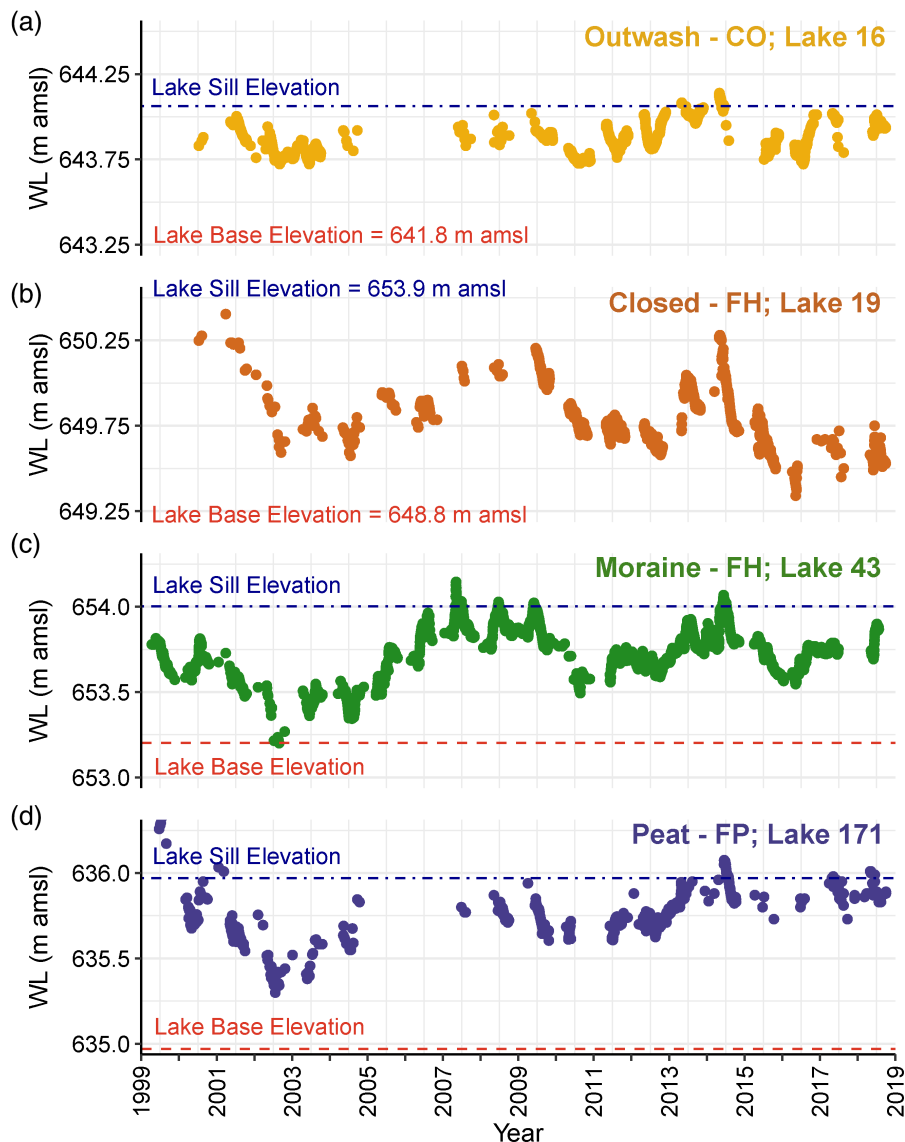 (a)
Outwash - CO; Lake 16
WL (m amsl)
644.25
643.75
643.25
Lake Sill Elevation
Lake Base Elevation = 641.8 m amsl
(b)
Lake Sill Elevation = 653.9 m amsl
Closed - FH; Lake 19
WL (m amsl)
650.25
649.75
649.25
Lake Base Elevation = 648.8 m amsl
(c)
Moraine - FH; Lake 43
Lake Sill Elevation
WL (m amsl)
654.0
653.5
653.0
Lake Base Elevation
(d)
Peat - FP; Lake 171
Lake Sill Elevation
WL (m amsl)
636.0
635.5
635.0
Lake Base Elevation
1999
2001
2003
2005
2007
2009
2011
2013
2015
2017
2019
Year